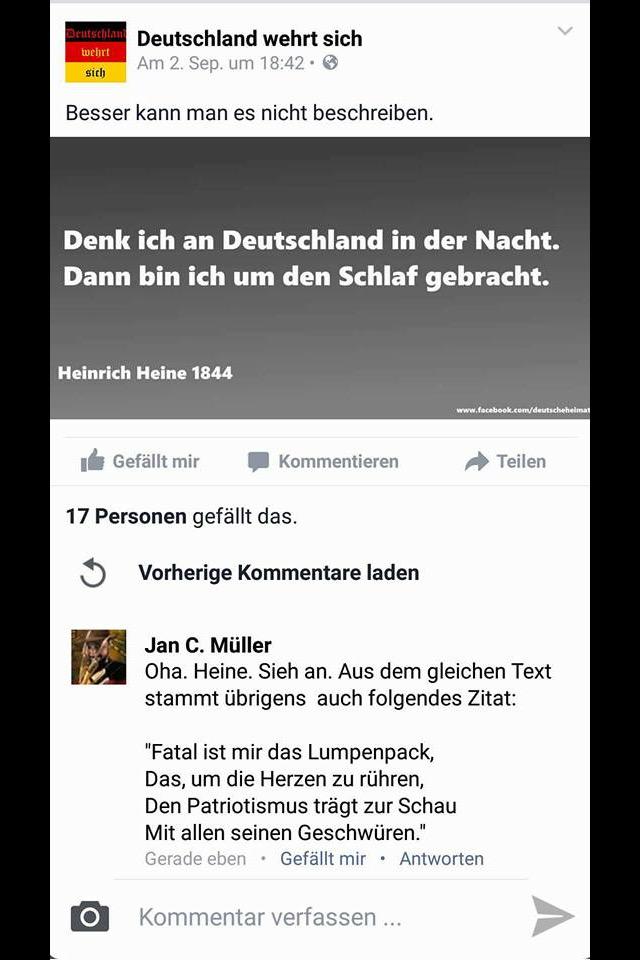 Deutschland
wehrt
sich
Deutschland wehrt sich
Am 2. Sep. um 18:42 •
Besser kann man es nicht beschreiben.
Denk ich an Deutschland in der Nacht.
Dann bin ich um den Schlaf gebracht.
Heinrich Heine 1844
www.facebook.com/deutscheheimat
Gefällt mir Kommentieren Teilen
17 Personen gefällt das.
Vorherige Kommentare laden
Jan C. Müller
Oha. Heine. Sieh an. Aus dem gleichen Text
stammt übrigens auch folgendes Zitat:
"Fatal ist mir das Lumpenpack,
Das, um die Herzen zu rühren,
Den Patriotismus trägt zur Schau
Mit allen seinen Geschwüren."
Gerade eben • Gefällt mir • Antworten
Kommentar verfassen ...